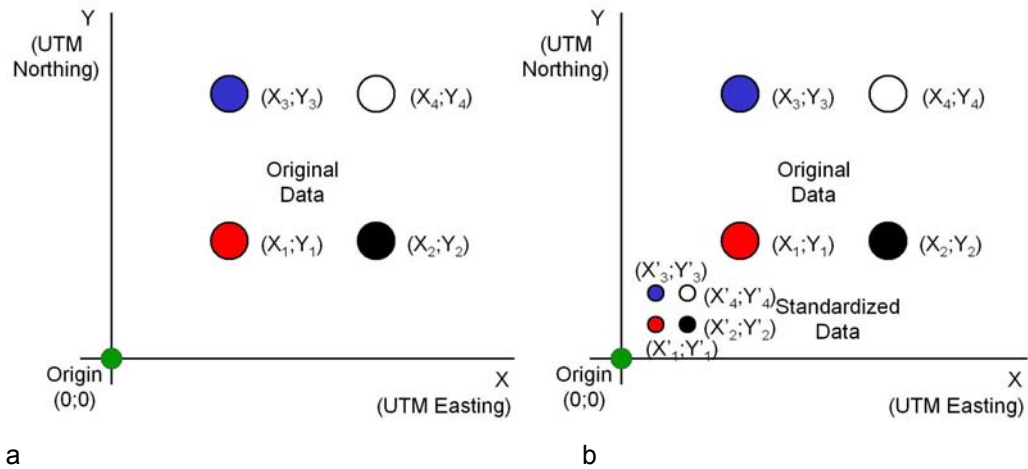 Y
(UTM
Northing)
(X₃;Y₃)
(X₄;Y₄)
Original
Data
(X₁;Y₁)
(X₂;Y₂)
Origin
(0;0)
X
(UTM Easting)
a
Y
(UTM
Northing)
(X₃;Y₃)
(X₄;Y₄)
Original
Data
(X₁;Y₁)
(X₂;Y₂)
(X'₃;Y'₃)
(X'₄;Y'₄)
Standardized
Data
(X'₂;Y'₂)
(X'₁;Y'₁)
Origin
(0;0)
X
(UTM Easting)
b